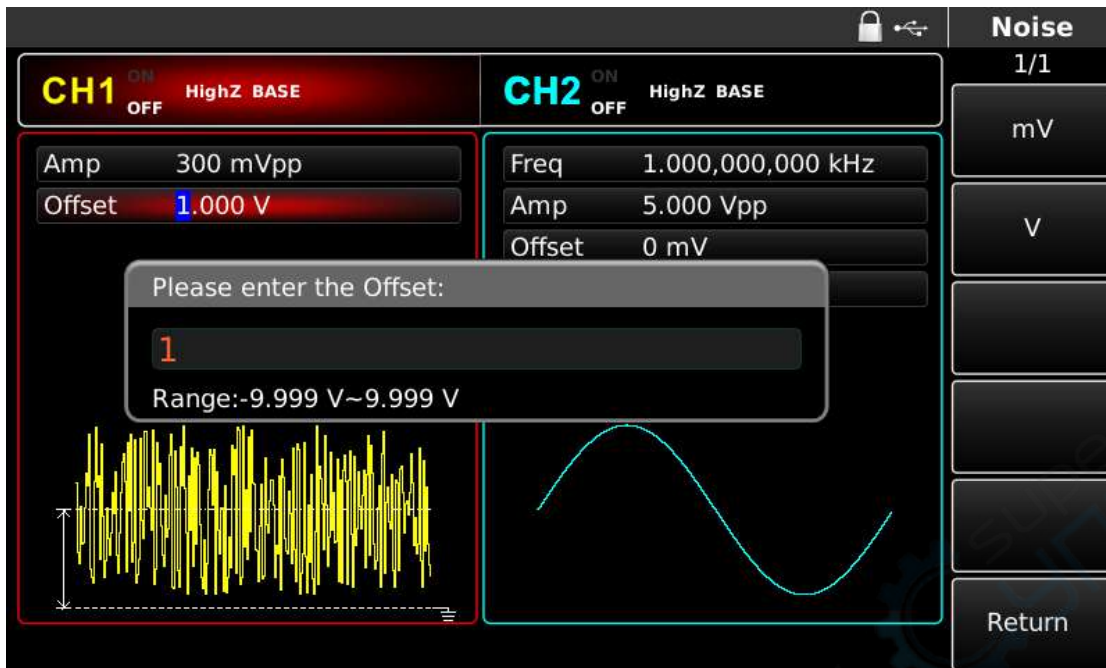 Noise
1/1
CH1 ON OFF HighZ BASE
CH2 ON OFF HighZ BASE
mV
Amp 300 mVpp
Offset 1.000 V
Freq 1.000,000,000 kHz
Amp 5.000 Vpp
Offset 0 mV
V
Please enter the Offset:
1
Range:-9.999 V~9.999 V
Return